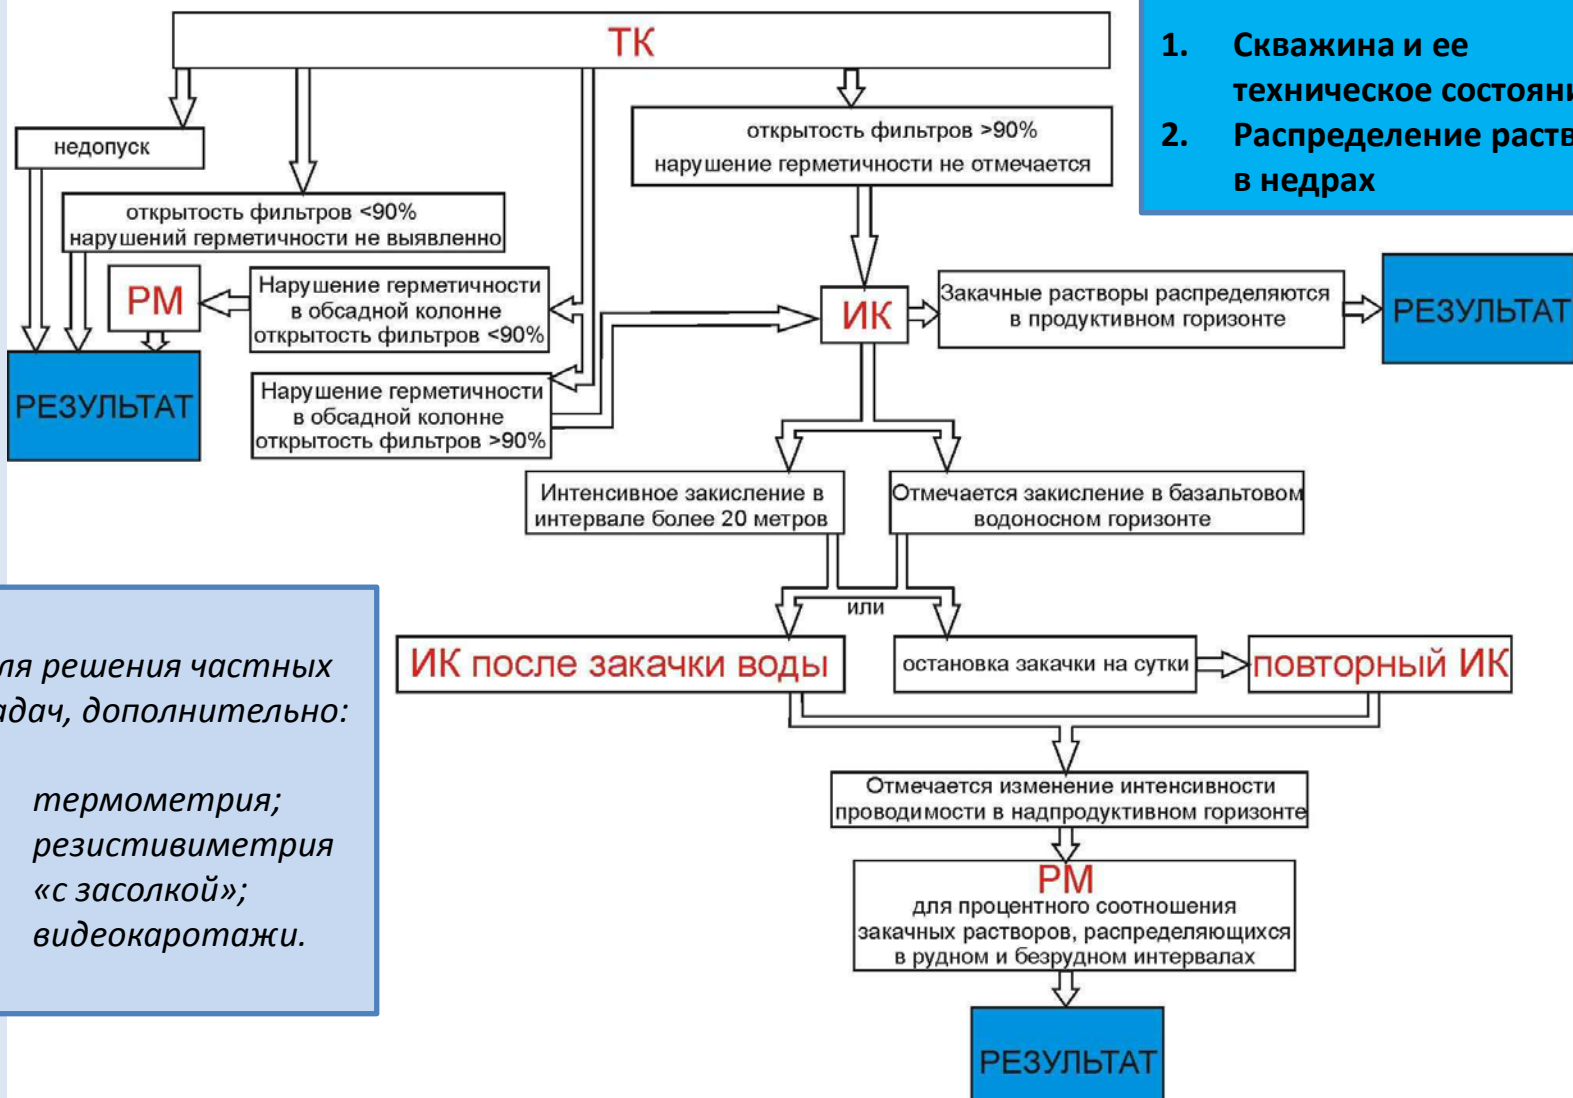 ТК
1. Скважина и ее
техническое состояни
2. Распределение раств
в недрах
недопуск
открытость фильтров >90%
нарушение герметичности не отмечается
открытость фильтров <90%
нарушений герметичности не выявленно
РМ
Нарушение герметичности
в обсадной колонне
открытость фильтров <90%
ИК
Закачные растворы распределяются
в продуктивном горизонте
РЕЗУЛЬТАТ
РЕЗУЛЬТАТ
Нарушение герметичности
в обсадной колонне
открытость фильтров >90%
Интенсивное закисление в
интервале более 20 метров
Отмечается закисление в базальтовом
водоносном горизонте
или
ля решения частных
адач, дополнительно:
термометрия;
резистивиметрия
«с засолкой»;
видеокаротажи.
ИК после закачки воды
остановка закачки на сутки
повторный ИК
Отмечается изменение интенсивности
проводимости в надпродуктивном горизонте
РМ
для процентного соотношения
закачных растворов, распределяющихся
в рудном и безрудном интервалах
РЕЗУЛЬТАТ